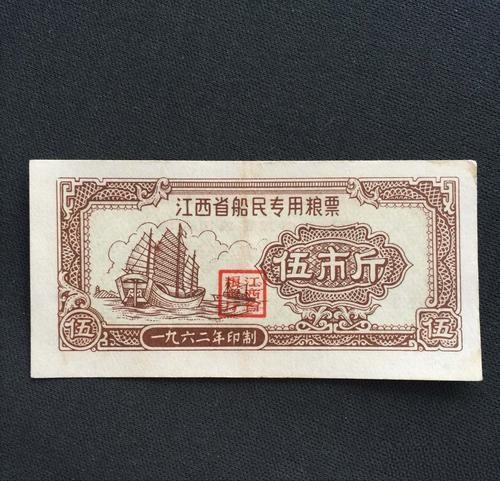 江西省船民专用粮票
伍市斤
伍
一九六二年印制
伍